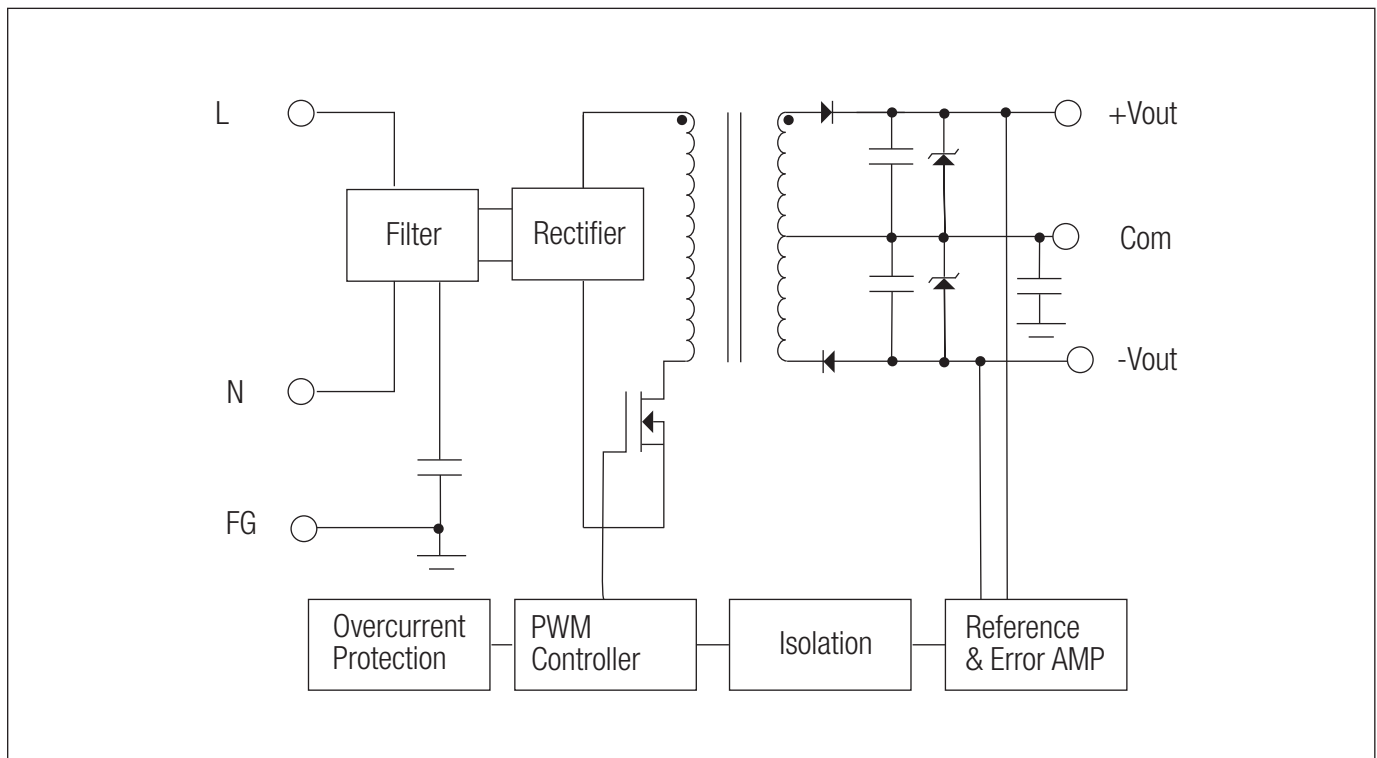 L
+Vout
Filter
Rectifier
Com
N
-Vout
FG
Overcurrent
Protection
PWM
Controller
Isolation
Reference
& Error AMP